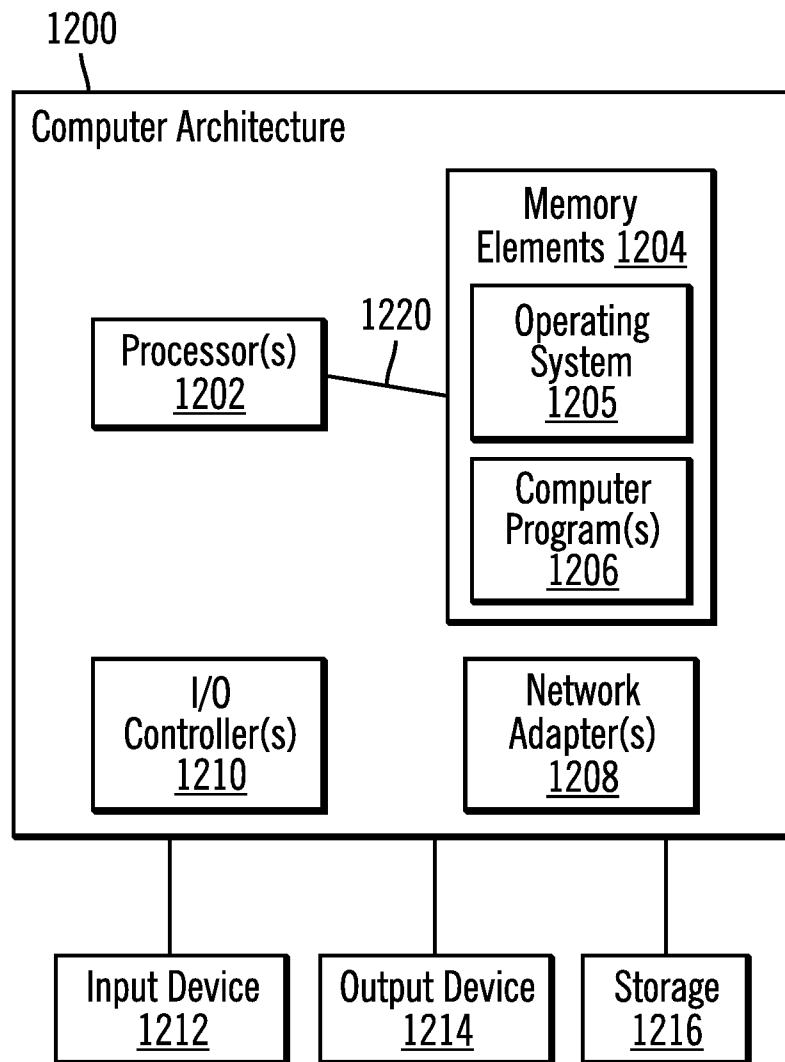 1200
Computer Architecture
Memory
Elements 1204
1220
Processor(s)
1202
Operating
System
1205
Computer
Program(s)
1206
I/O
Controller(s)
1210
Network
Adapter(s)
1208
Input Device
1212
Output Device
1214
Storage
1216